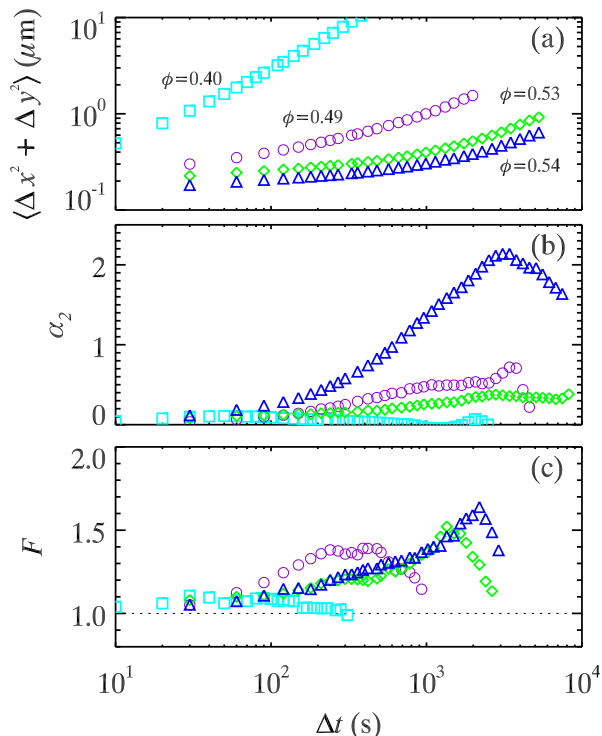 ⟨Δx² + Δy²⟩ (μm)
10¹
10⁰
10⁻¹
(a)
ϕ=0.40
ϕ=0.49
ϕ=0.53
ϕ=0.54
α₂
2
1
0
(b)
F
2.0
1.5
1.0
(c)
10¹ 10² 10³ 10⁴
Δt (s)